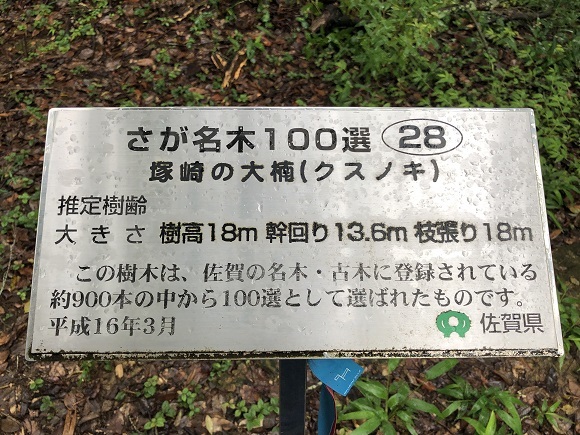 さが名木100選 28
塚崎の大楠(クスノキ)
推定樹齢
大きさ 樹高18m 幹回り13.6m 枝張り18m
この樹木は、佐賀の名木・古木に登録されている
約900本の中から100選として選ばれたものです。
平成16年3月
佐賀県